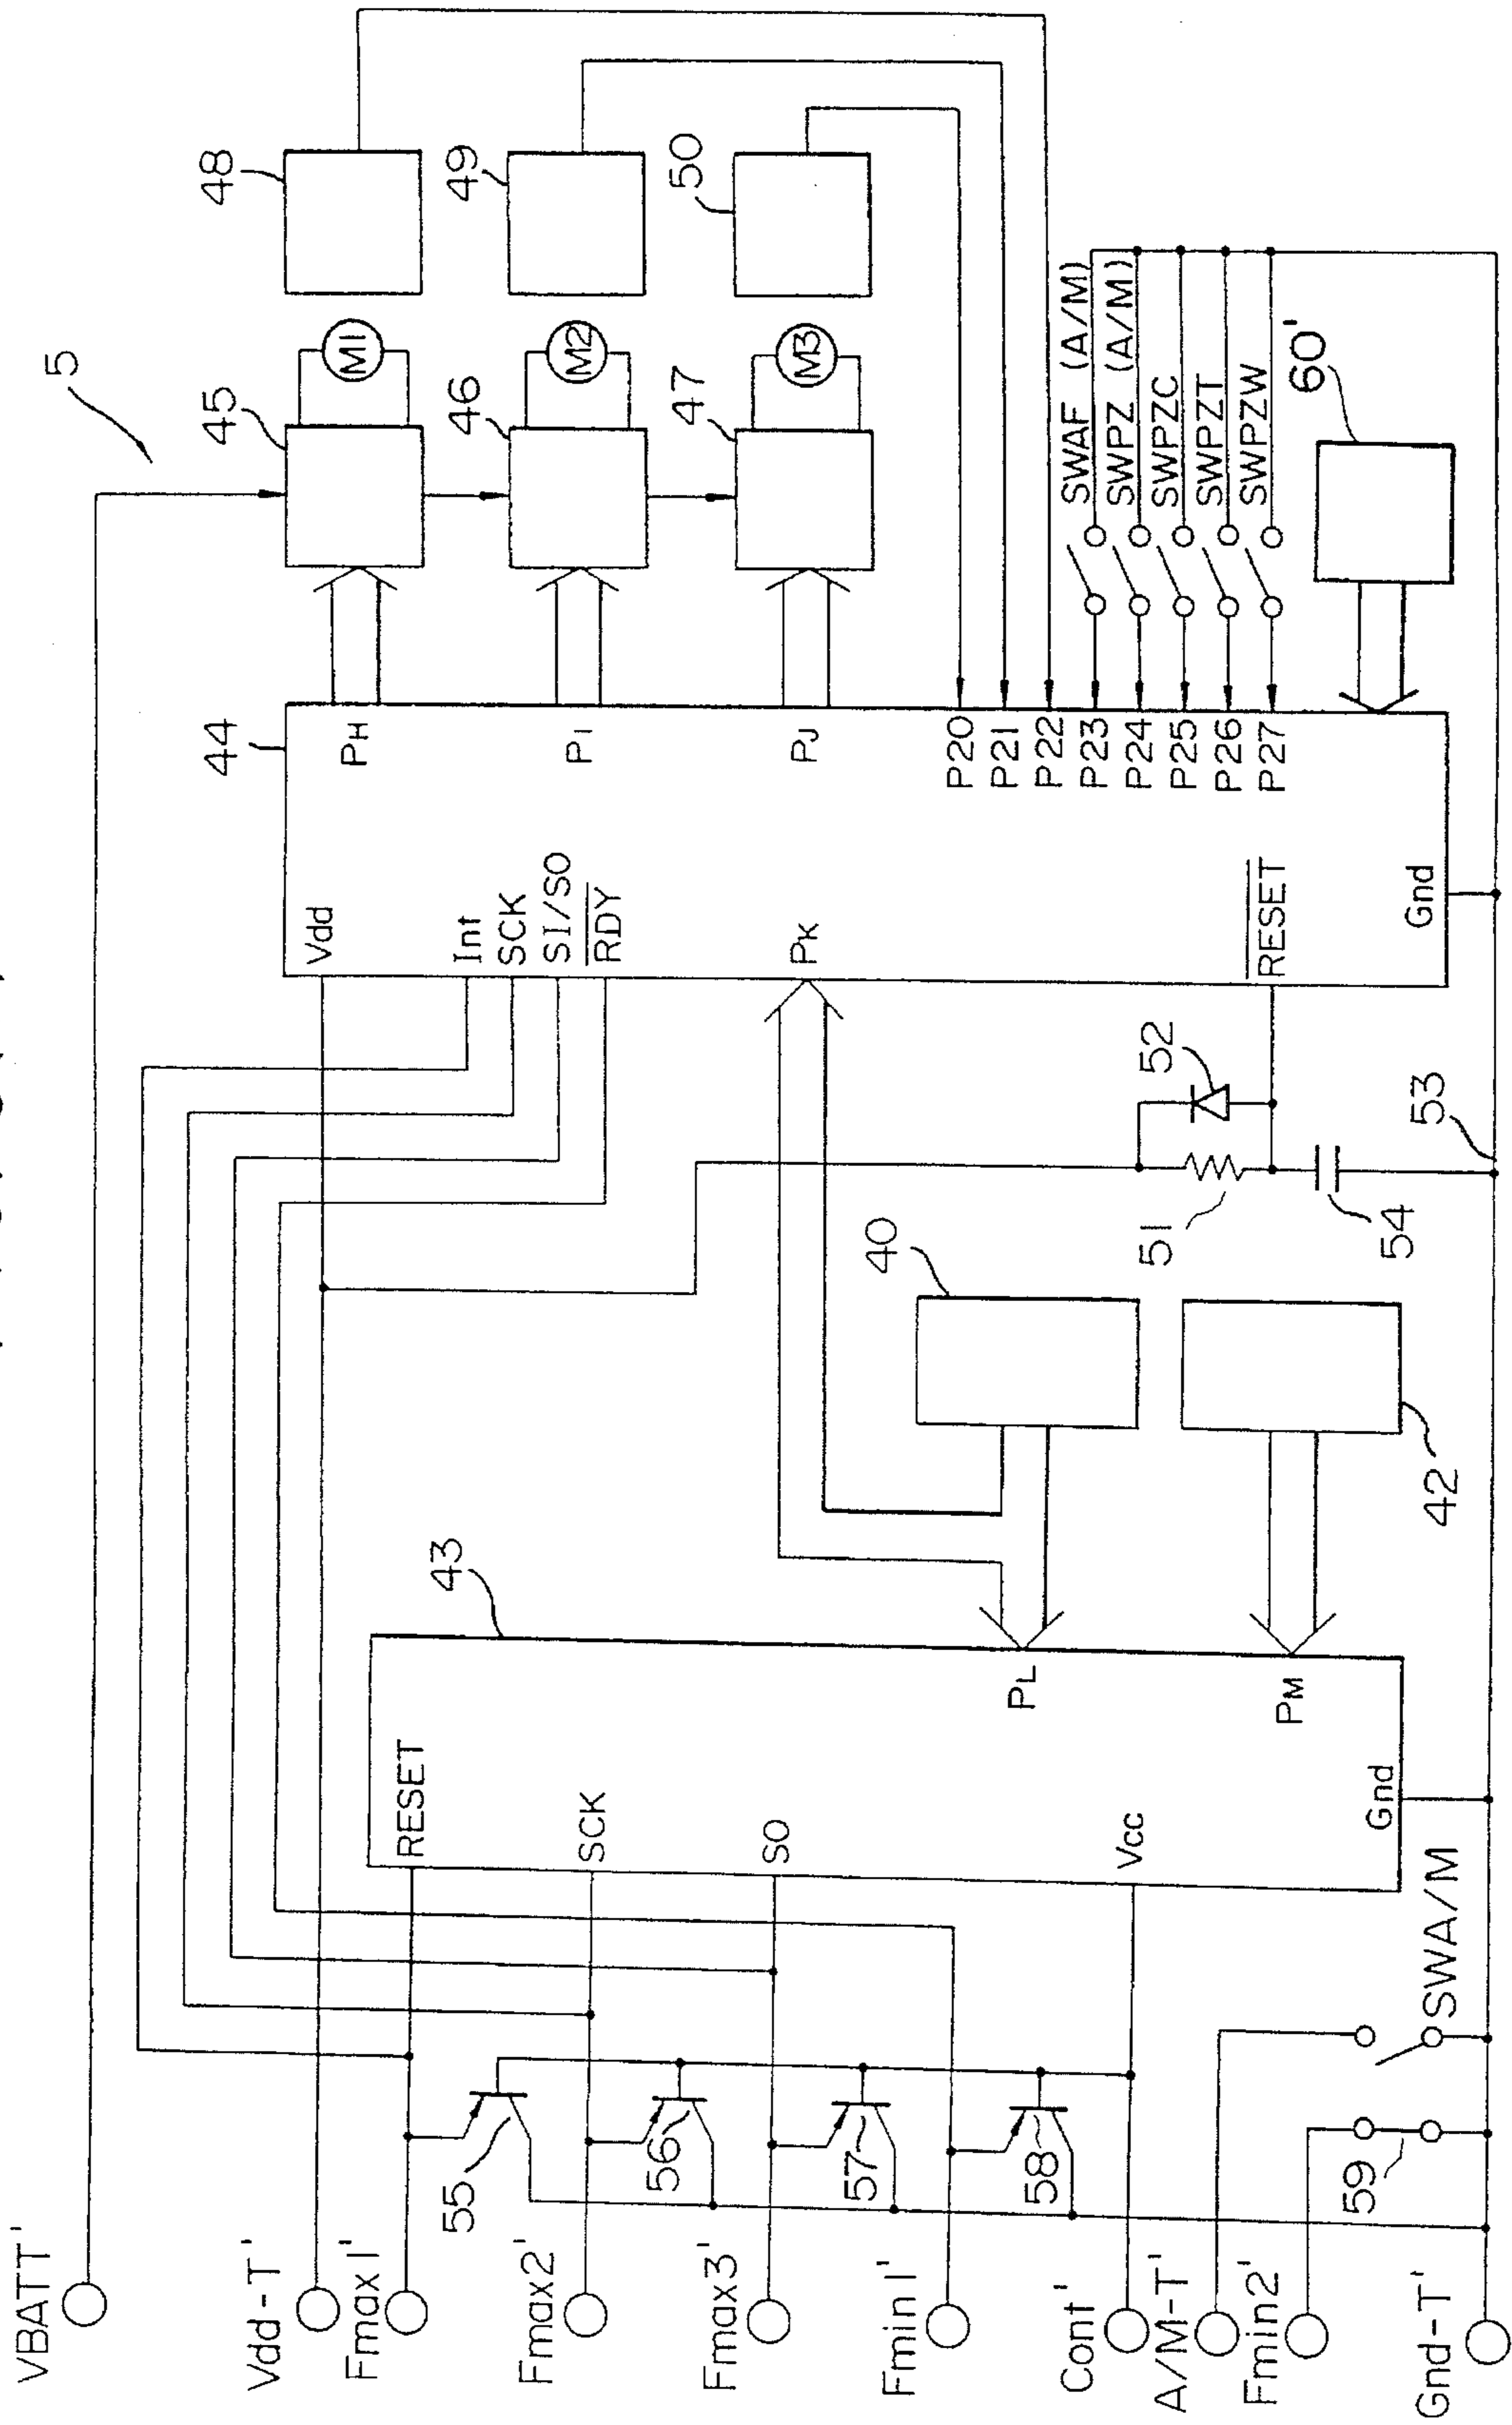 5
VBATT'
Vdd-T'
Fmax1'
Fmax2'
Fmax3'
Fmin1'
Cont'
A/M-T'
Fmin2'
Gnd-T'
55
56
57
58
59
SWA/M
43
RESET
SCK
SO
Vcc
Gnd
PL
PM
40
42
51
52
53
54
44
Vdd
Int
SCK
SI/SO
RDY
PK
RESET
Gnd
PH
PI
PJ
P20
P21
P22
P23
P24
P25
P26
P27
45
46
47
M1
M2
M3
48
49
50
SWAF (A/M)
SWPZ (A/M)
SWPZC
SWPZT
SWPZW
60'